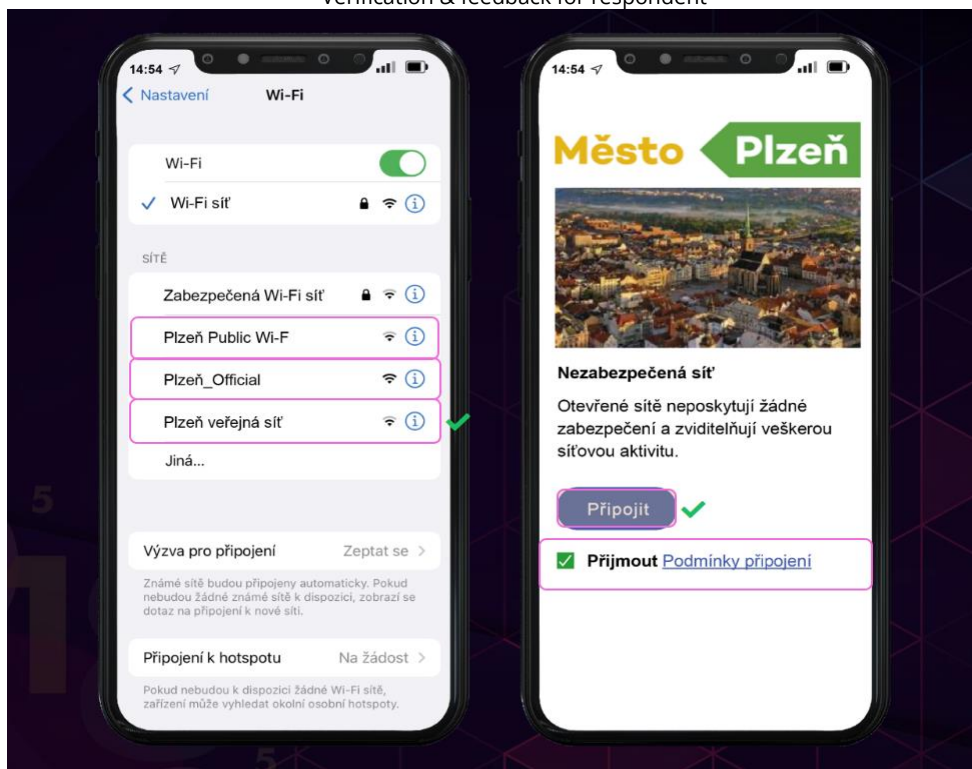 verification & feedback for respondent
14:54
Nastavení Wi-Fi
Wi-Fi
Wi-Fi síť
SÍTĚ
Zabezpečená Wi-Fi síť
Plzeň Public Wi-F
Plzeň_Official
Plzeň veřejná síť
Jiná...
Výzva pro připojení Zeptat se
Známé sítě budou připojeny automaticky. Pokud
nebudou žádné známé sítě k dispozici, zobrazí se
dotaz na připojení k nové síti.
Připojení k hotspotu Na žádost
Pokud nebudou k dispozici žádné Wi-Fi sítě,
zařízení může vyhledat okolní osobní hotspoty.
14:54
Město Plzeň
Nezabezpečená síť
Otevřené sítě neposkytují žádné
zabezpečení a zviditelňují veškerou
síťovou aktivitu.
Připojit
Přijmout Podmínky připojení
5
18
5